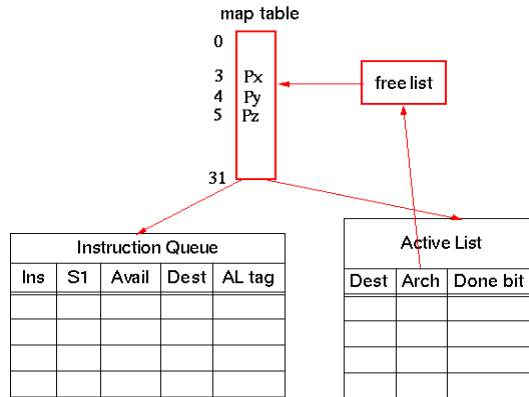 map table
0
3 Px
4 Py
5 Pz
free list
31
Instruction Queue
Ins S1 Avail Dest AL tag
Active List
Dest Arch Done bit